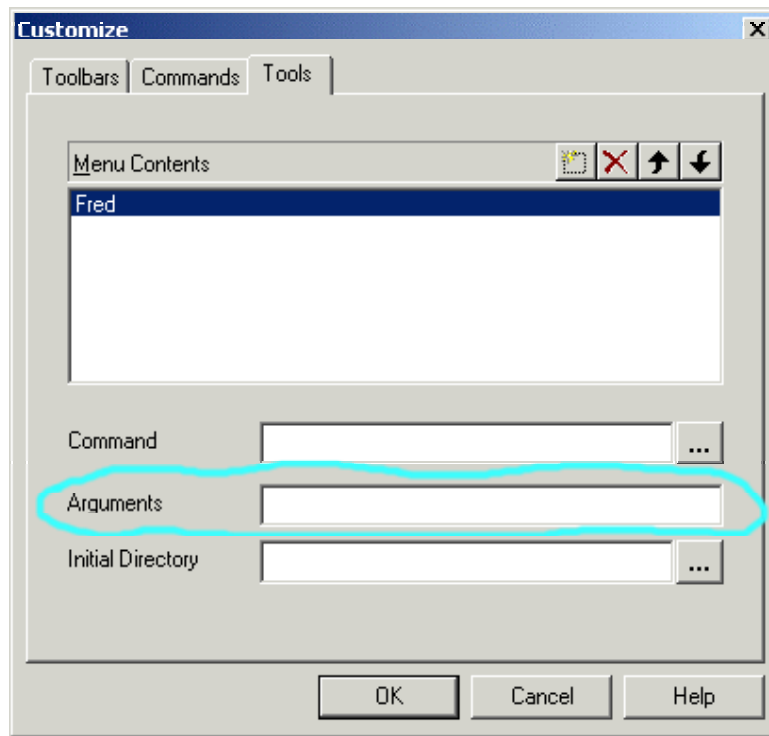 Customize
Toolbars Commands Tools
Menu Contents
Fred
Command ...
Arguments
Initial Directory ...
OK Cancel Help